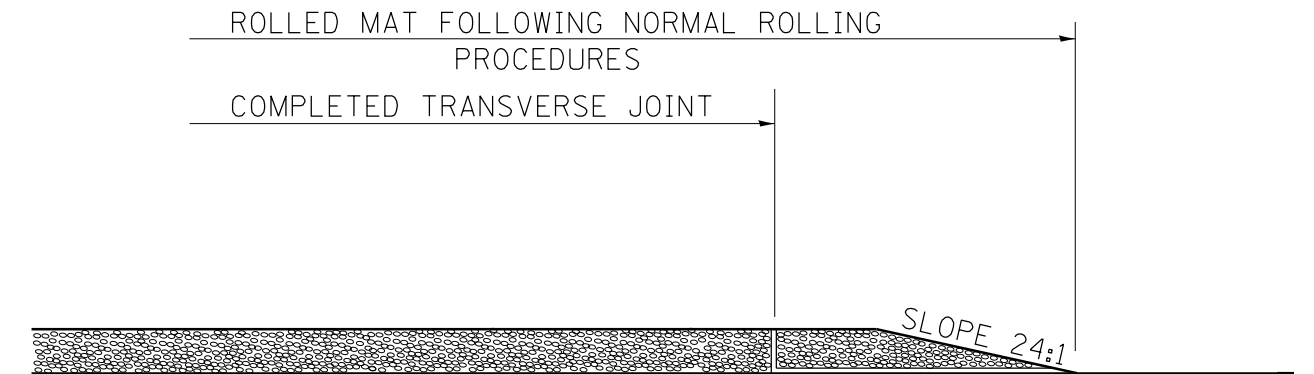 ROLLED MAT FOLLOWING NORMAL ROLLING
PROCEDURES
COMPLETED TRANSVERSE JOINT
SLOPE 24:1